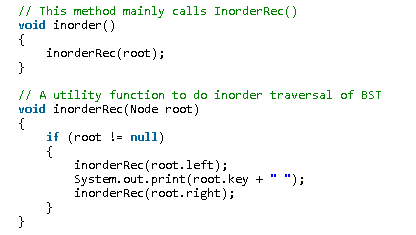 // This method mainly calls InorderRec()
void inorder()
{
    inorderRec(root);
}
// A utility function to do inorder traversal of BST
void inorderRec(Node root)
{
    if (root != null)
    {
        inorderRec(root.left);
        System.out.print(root.key + " ");
        inorderRec(root.right);
    }
}